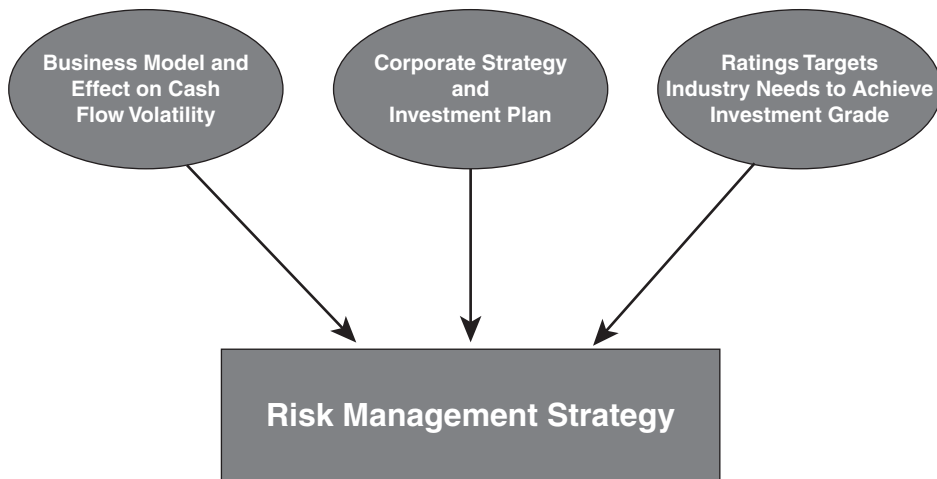 Business Model and
Effect on Cash
Flow Volatility
Corporate Strategy
and
Investment Plan
Ratings Targets
Industry Needs to Achieve
Investment Grade
Risk Management Strategy